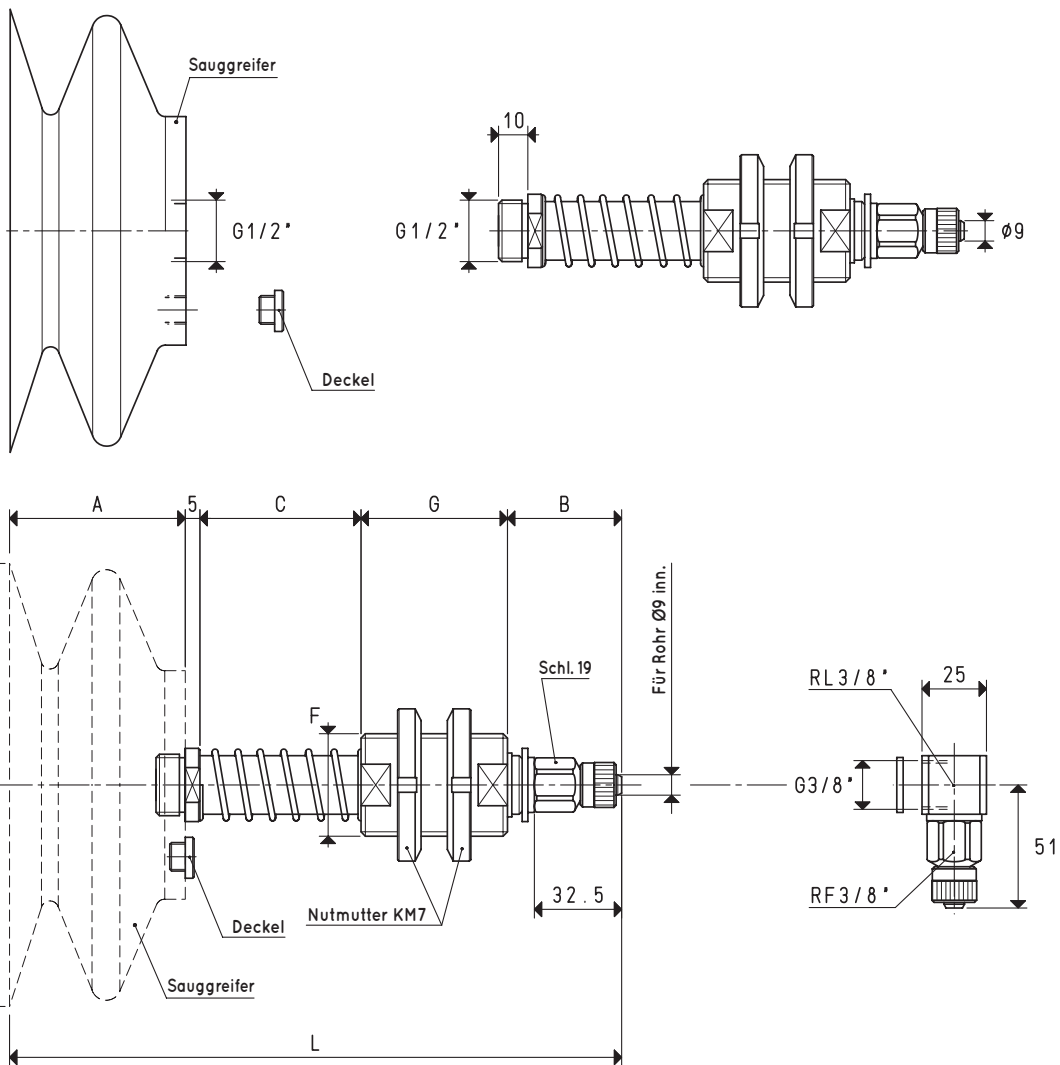 Sauggreifer
10
G1/2"
G1/2"
Ø9
Deckel
A
5
C
G
B
Für Rohr Ø9 inn.
Schl. 19
RL3/8"
25
F
G3/8"
51
32.5
RF3/8"
Nutmutter KM7
Deckel
Sauggreifer
L